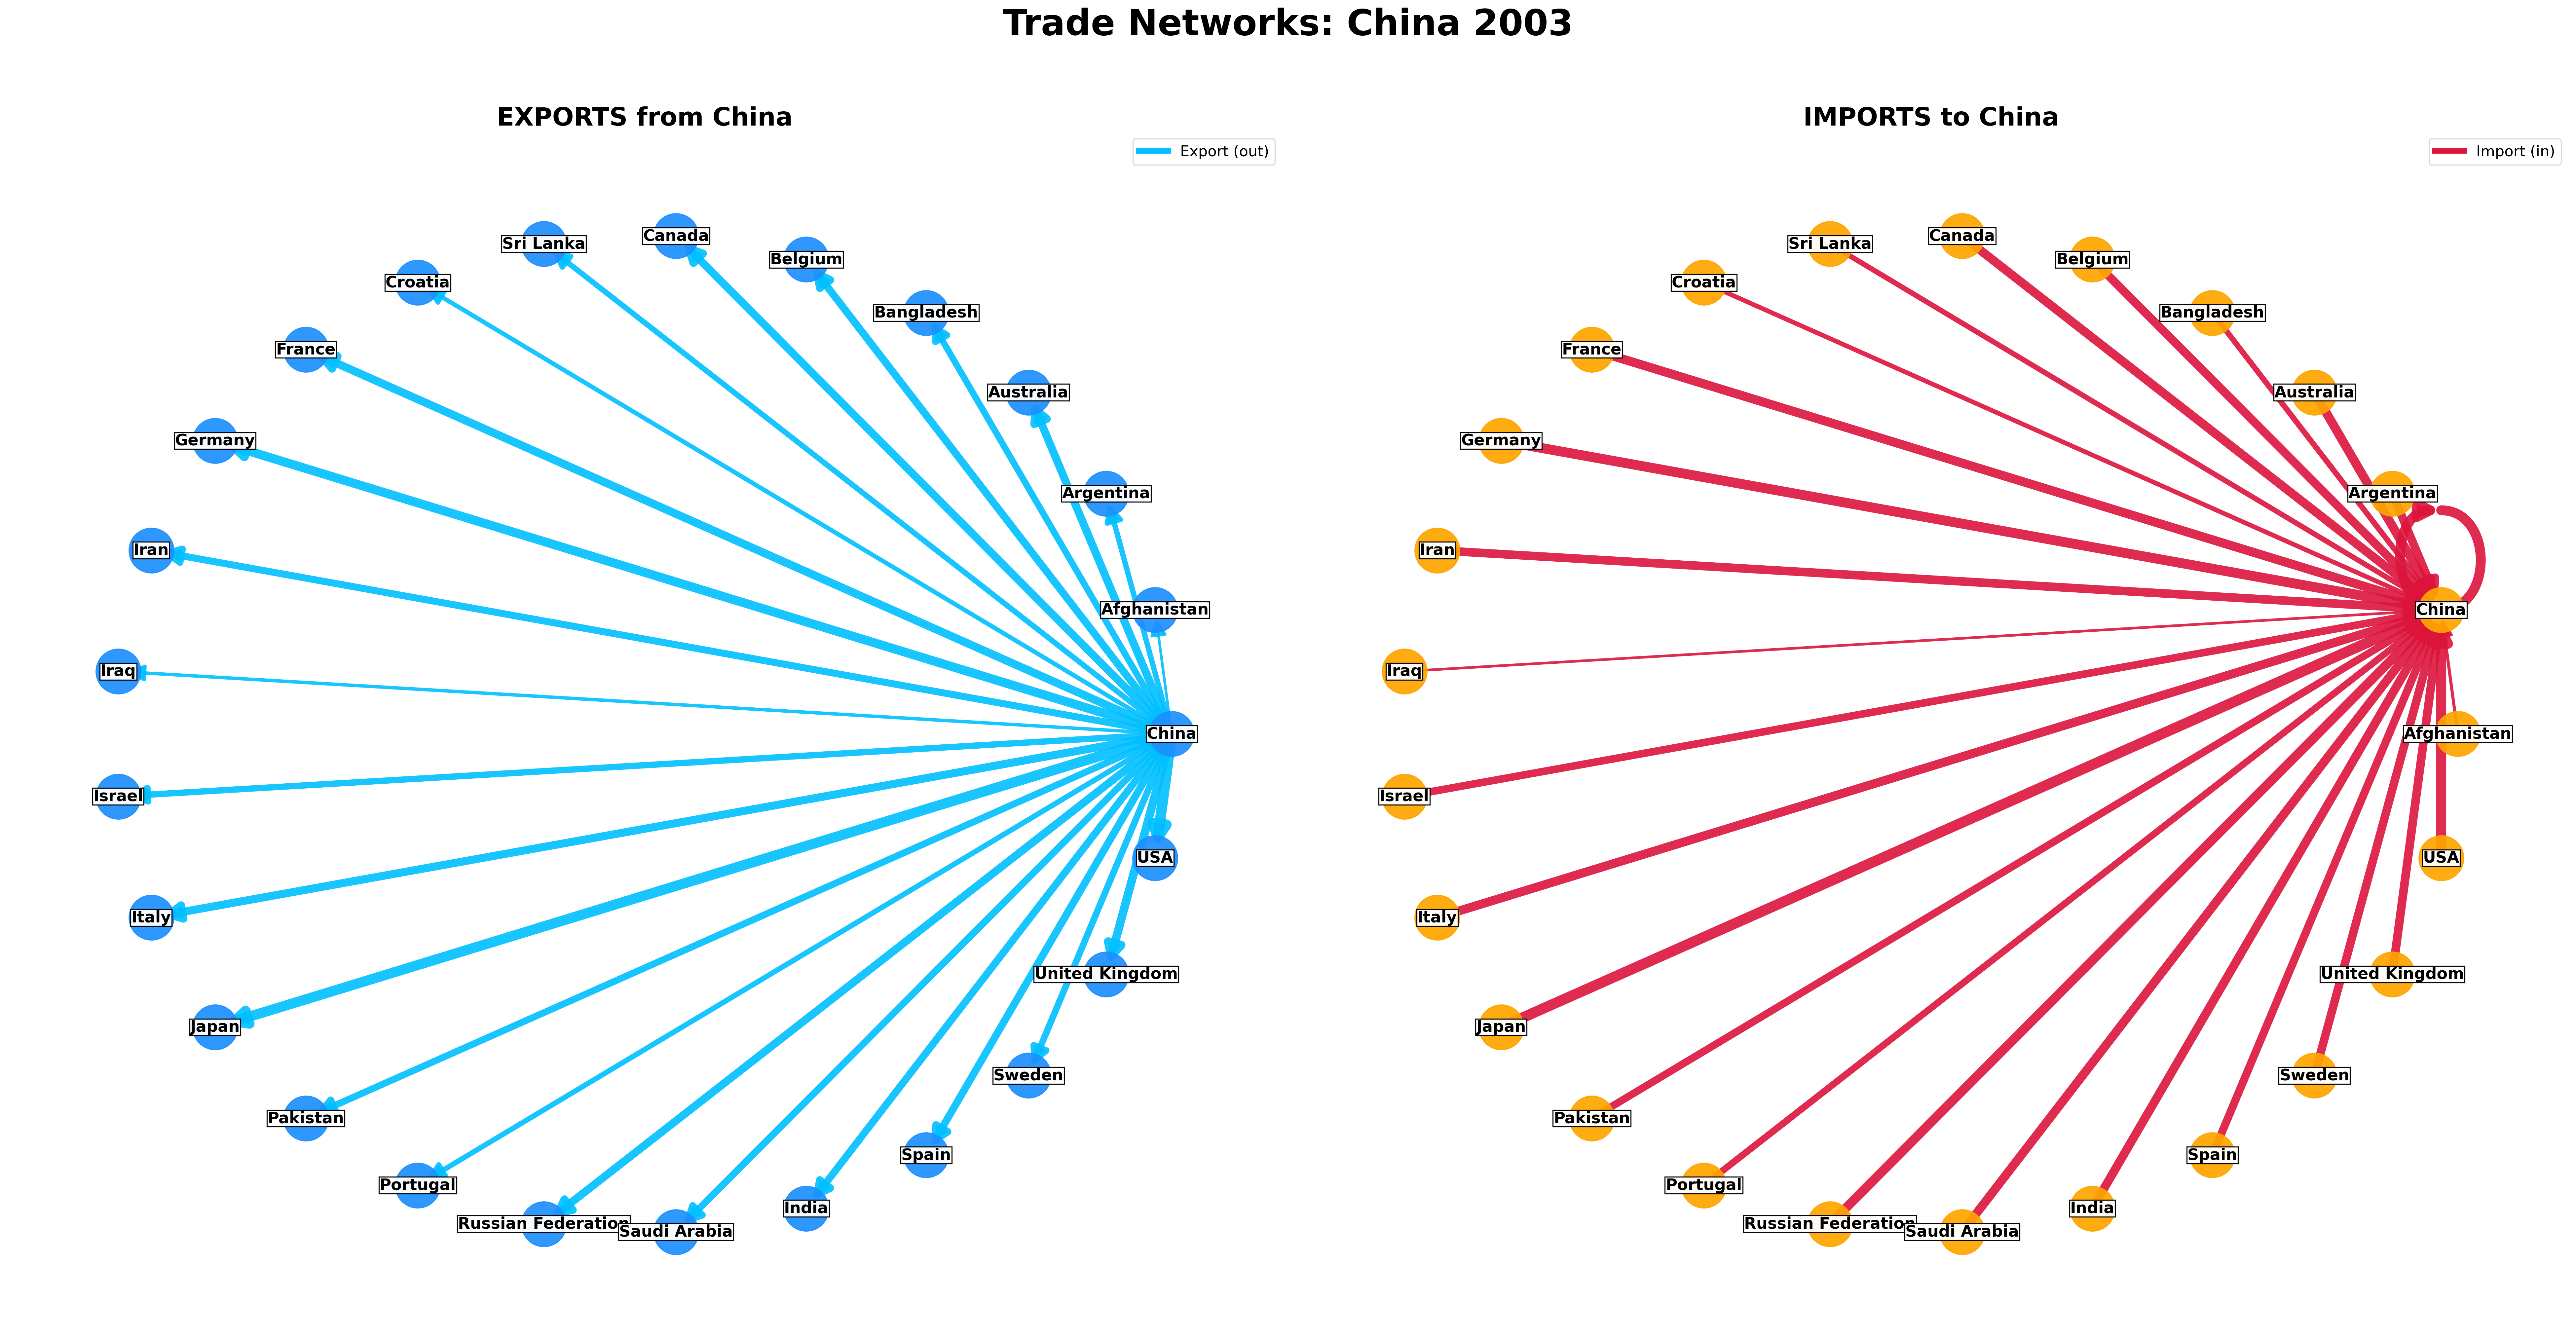 Trade Networks: China 2003
EXPORTS from China
Export (out)
Canada
Sri Lanka
Belgium
Croatia
Bangladesh
France
Australia
Germany
Argentina
Iran
Afghanistan
Iraq
China
Israel
USA
Italy
United Kingdom
Japan
Sweden
Pakistan
Spain
Portugal
India
Russian Federation
Saudi Arabia
IMPORTS to China
Import (in)
Canada
Sri Lanka
Belgium
Croatia
Bangladesh
France
Australia
Germany
Argentina
Iran
China
Iraq
Afghanistan
Israel
USA
Italy
United Kingdom
Japan
Sweden
Pakistan
Spain
Portugal
India
Russian Federation
Saudi Arabia